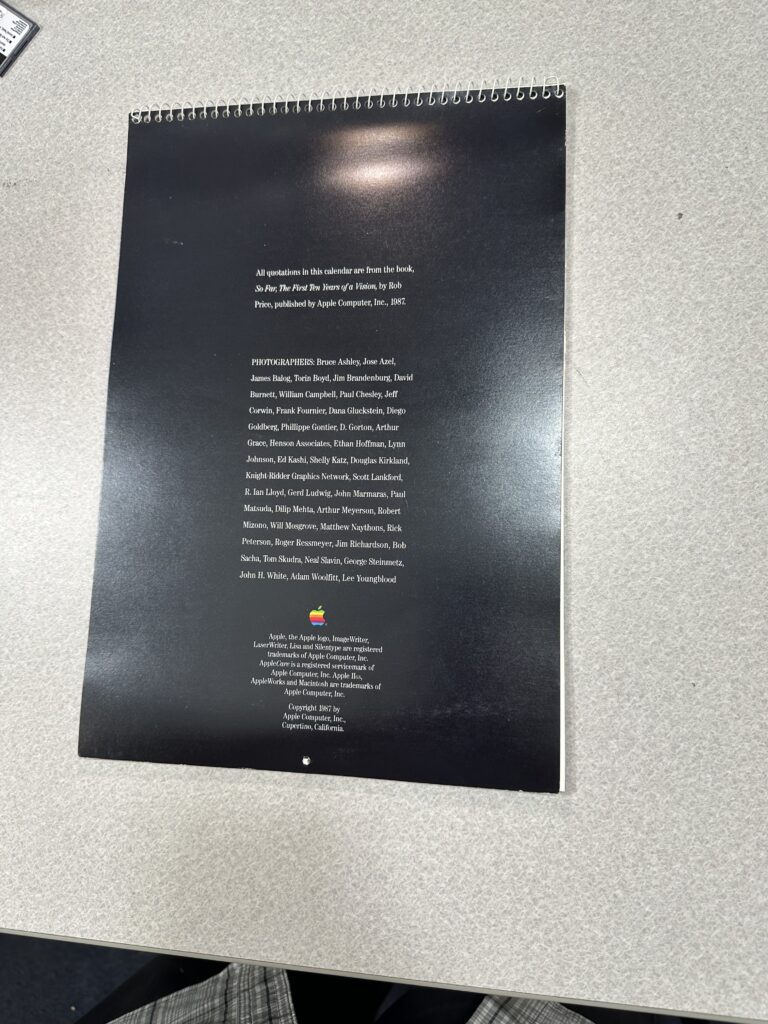 All quotations in this calendar are from the book,
So Far, The First Ten Years of a Vision, by Rob
Price, published by Apple Computer, Inc., 1987.
PHOTOGRAPHERS: Bruce Ashley, Jose Azel,
James Balog, Torin Boyd, Jim Brandenburg, David
Burnett, William Campbell, Paul Chesley, Jeff
Corwin, Frank Fournier, Dana Gluckstein, Diego
Goldberg, Phillippe Gontier, D. Gorton, Arthur
Grace, Henson Associates, Ethan Hoffman, Lynn
Johnson, Ed Kashi, Shelly Katz, Douglas Kirkland,
Knight-Ridder Graphics Network, Scott Lankford,
R. Ian Lloyd, Gerd Ludwig, John Marmaras, Paul
Matsuda, Dilip Mehta, Arthur Meyerson, Robert
Mizono, Will Mosgrove, Matthew Naythons, Rick
Peterson, Roger Ressmeyer, Jim Richardson, Bob
Sacha, Tom Skudra, Neal Slavin, George Steinmetz,
John H. White, Adam Woolfitt, Lee Youngblood
Apple, the Apple logo, ImageWriter,
LaserWriter, Lisa and Silentype are registered
trademarks of Apple Computer, Inc.
AppleCare is a registered servicemark of
Apple Computer, Inc. Apple IIGS,
AppleWorks and Macintosh are trademarks of
Apple Computer, Inc.
Copyright 1987 by
Apple Computer, Inc.,
Cupertino, California.